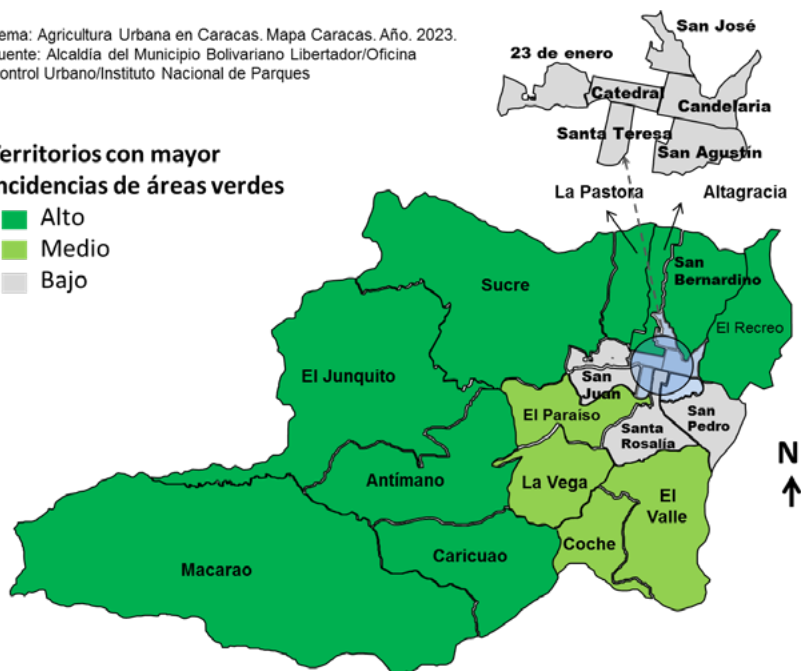 ema: Agricultura Urbana en Caracas. Mapa Caracas. Año. 2023.
uente: Alcaldía del Municipio Bolivariano Libertador/Oficina
ontrol Urbano/Instituto Nacional de Parques
erritorios con mayor
ncidencias de áreas verdes
Alto
Medio
Bajo
San José
23 de enero
Catedral
Candelaria
Santa Teresa
San Agustín
La Pastora
Altagracia
Sucre
San
Bernardino
El Recreo
El Junquito
San
Juan
El Paraíso
San
Pedro
Santa
Rosalía
Antímano
La Vega
El
Valle
N
Coche
Caricuao
Macarao